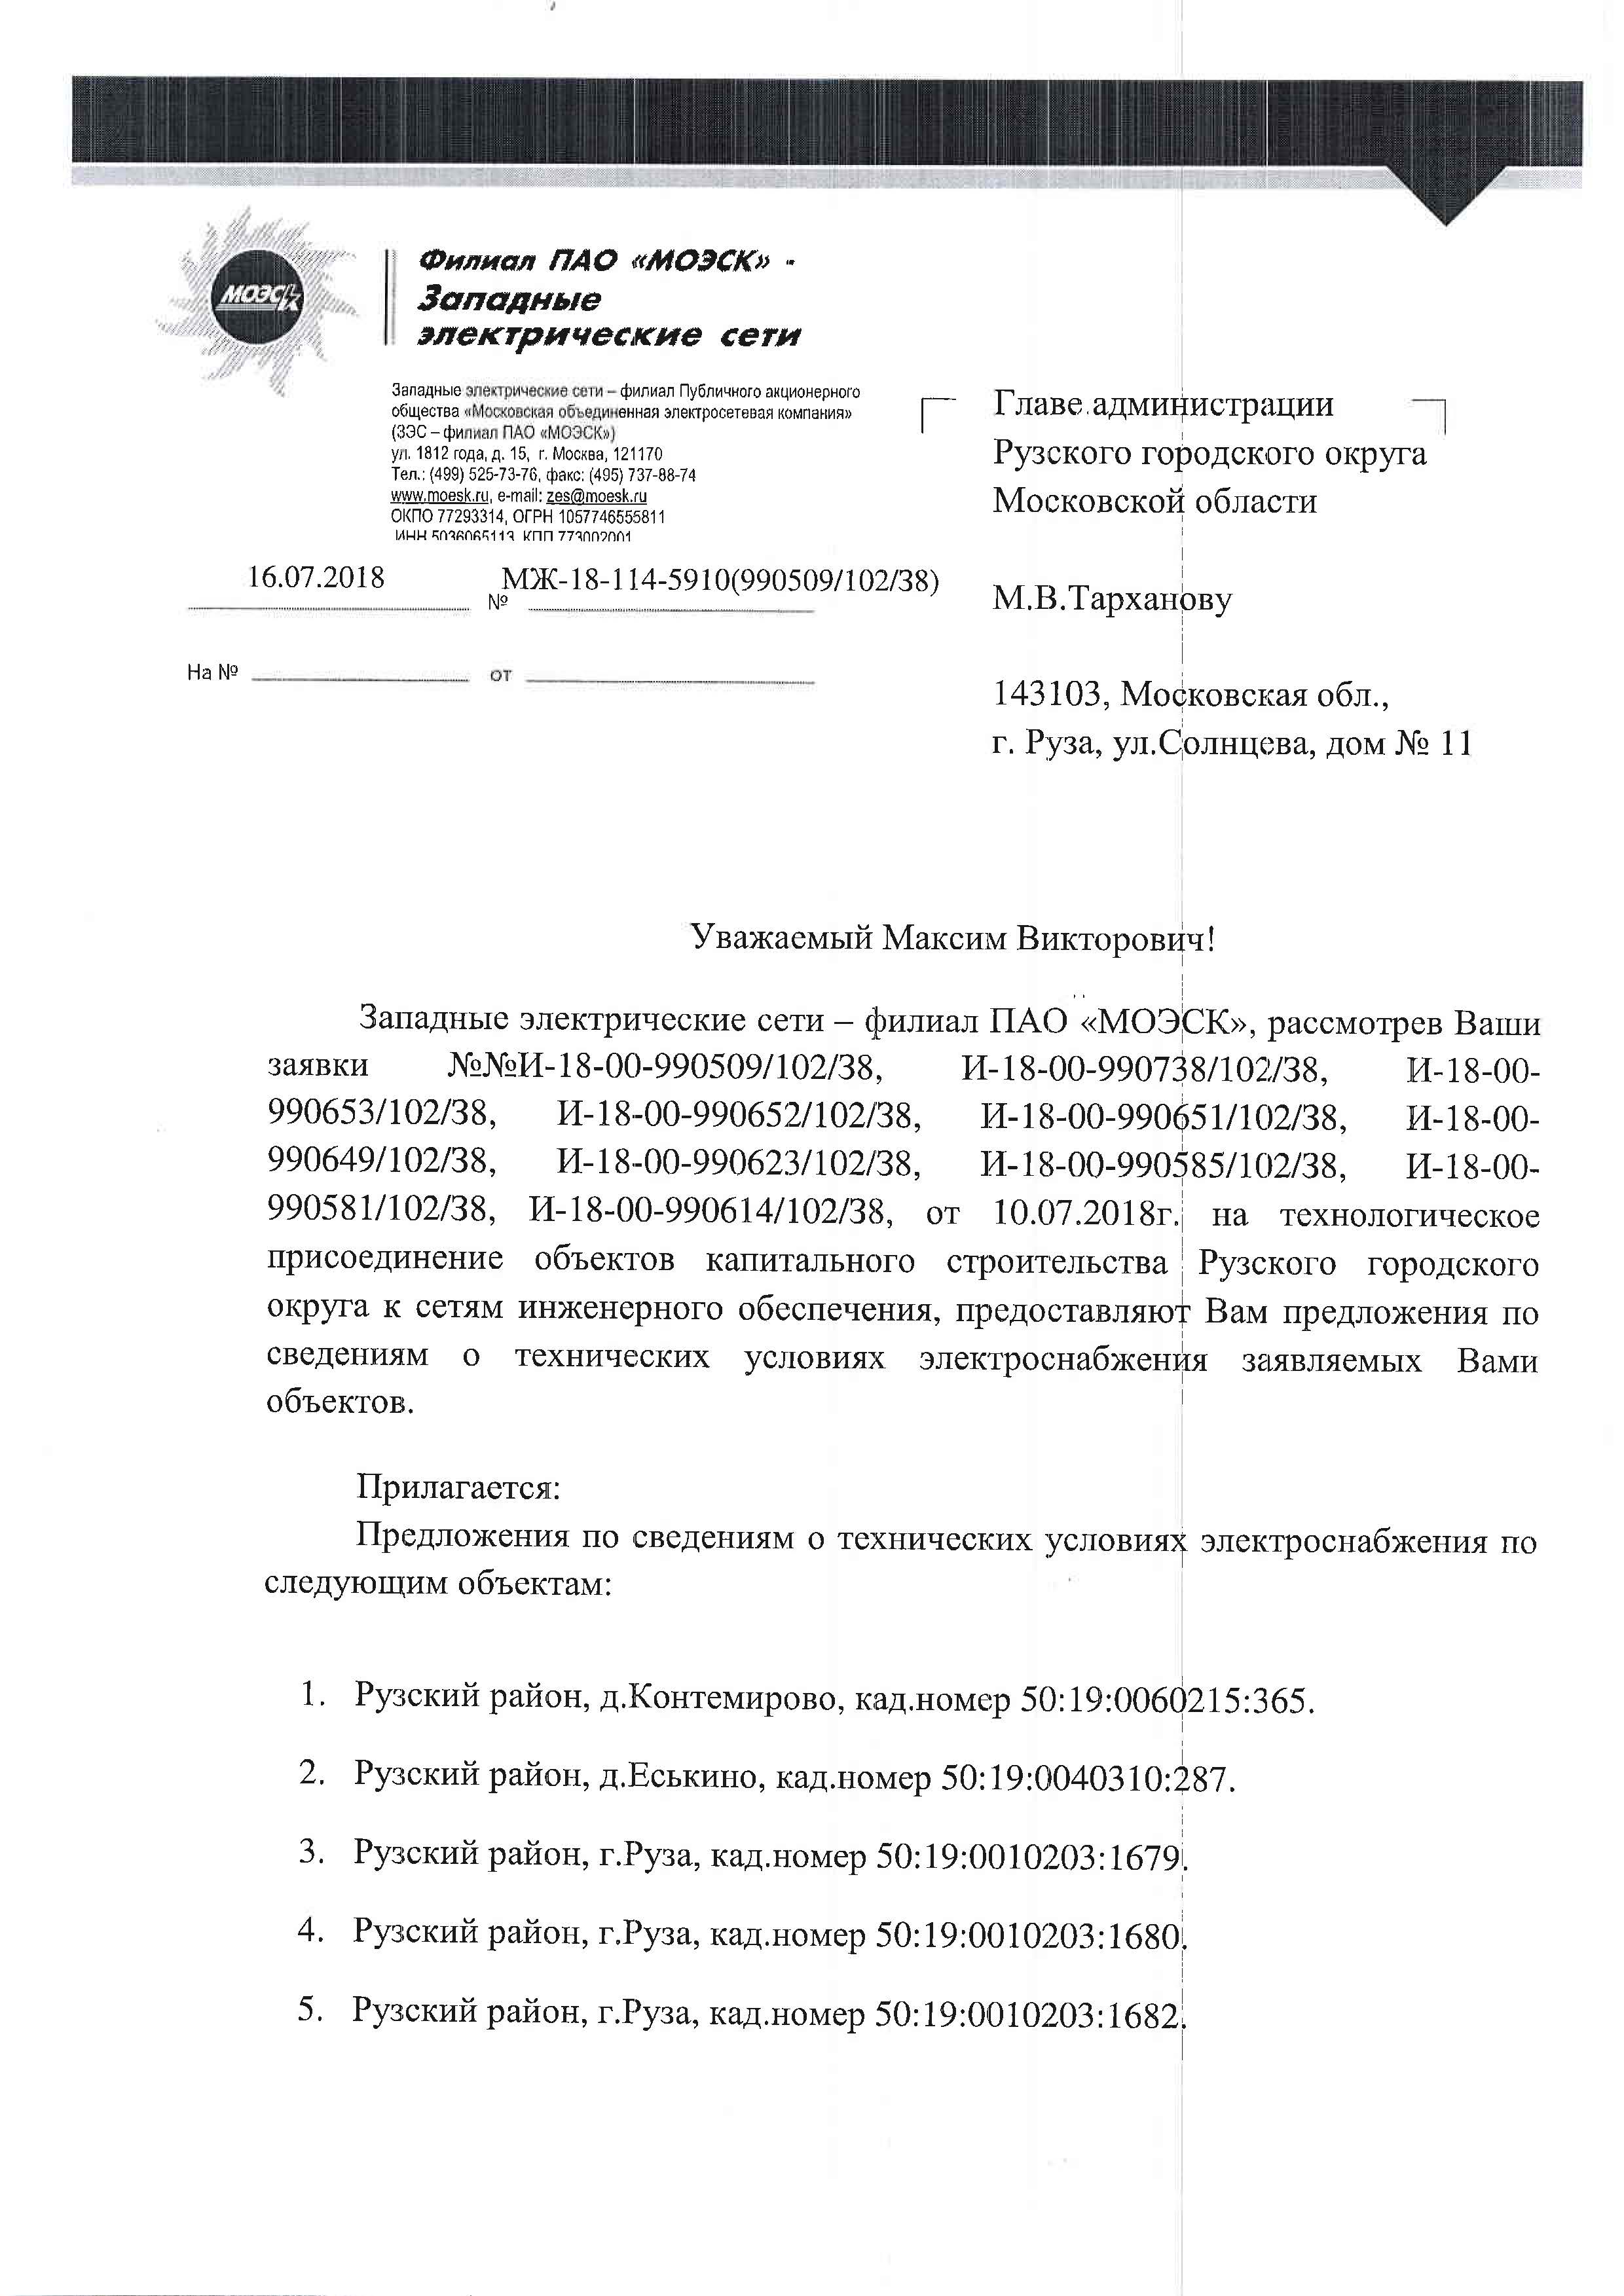 МОЭСК
Филиал ПАО «МОЭСК» -
Западные
электрические сети
Западные электрические сети – филиал Публичного акционерного
общества «Московская объединенная электросетевая компания»
(ЗЭС – филиал ПАО «МОЭСК»)
ул. 1812 года, д. 15, г. Москва, 121170
Тел.: (499) 525-73-76, факс: (495) 737-88-74
www.moesk.ru, e-mail: zes@moesk.ru
ОКПО 77293314, ОГРН 1057746555811
ИНН 5036065113, КПП 773002001
16.07.2018 № МЖ-18-114-5910(990509/102/38)
На № от
Главе администрации
Рузского городского округа
Московской области
М.В.Тарханову
143103, Московская обл.,
г. Руза, ул.Солнцева, дом № 11
Уважаемый Максим Викторович!
Западные электрические сети – филиал ПАО «МОЭСК», рассмотрев Ваши
заявки №№И-18-00-990509/102/38, И-18-00-990738/102/38, И-18-00-
990653/102/38, И-18-00-990652/102/38, И-18-00-990651/102/38, И-18-00-
990649/102/38, И-18-00-990623/102/38, И-18-00-990585/102/38, И-18-00-
990581/102/38, И-18-00-990614/102/38, от 10.07.2018г. на технологическое
присоединение объектов капитального строительства Рузского городского
округа к сетям инженерного обеспечения, предоставляют Вам предложения по
сведениям о технических условиях электроснабжения заявляемых Вами
объектов.
Прилагается:
Предложения по сведениям о технических условиях электроснабжения по
следующим объектам:
1. Рузский район, д.Контемирово, кад.номер 50:19:0060215:365.
2. Рузский район, д.Еськино, кад.номер 50:19:0040310:287.
3. Рузский район, г.Руза, кад.номер 50:19:0010203:1679.
4. Рузский район, г.Руза, кад.номер 50:19:0010203:1680.
5. Рузский район, г.Руза, кад.номер 50:19:0010203:1682.